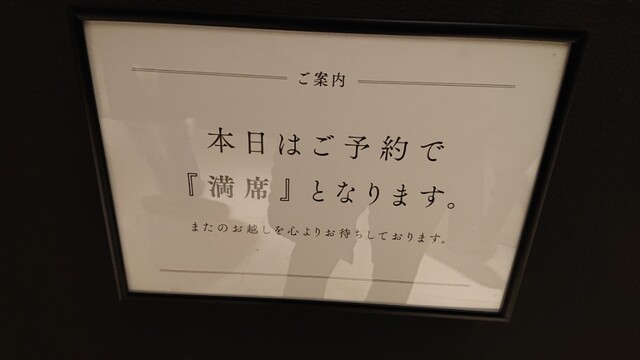 ご案内
本日はご予約で
『満席』となります。
またのお越しを心よりお待ちしております。